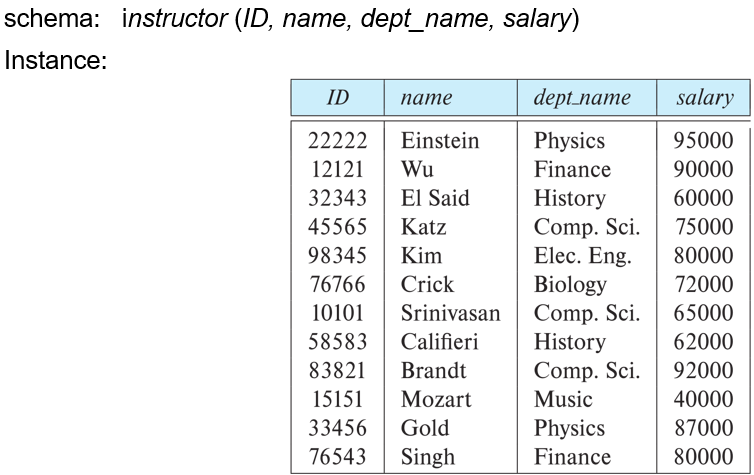 schema: instructor (ID, name, dept_name, salary)
Instance:
ID name dept_name salary
22222 Einstein Physics 95000
12121 Wu Finance 90000
32343 El Said History 60000
45565 Katz Comp. Sci. 75000
98345 Kim Elec. Eng. 80000
76766 Crick Biology 72000
10101 Srinivasan Comp. Sci. 65000
58583 Califieri History 62000
83821 Brandt Comp. Sci. 92000
15151 Mozart Music 40000
33456 Gold Physics 87000
76543 Singh Finance 80000